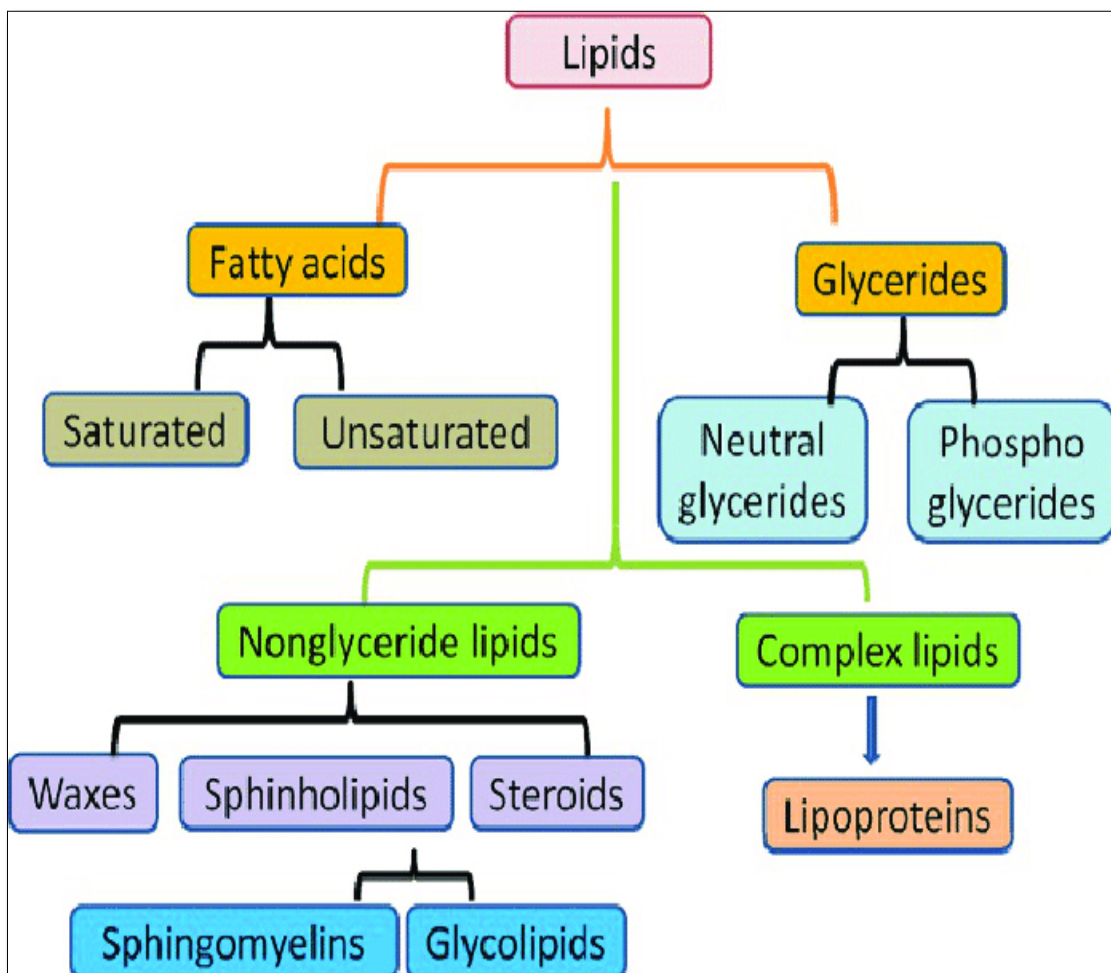 Lipids
Fatty acids
Glycerides
Saturated
Unsaturated
Neutral
glycerides
Phospho
glycerides
Nonglyceride lipids
Complex lipids
Waxes
Sphinholipids
Steroids
Lipoproteins
Sphingomyelins
Glycolipids